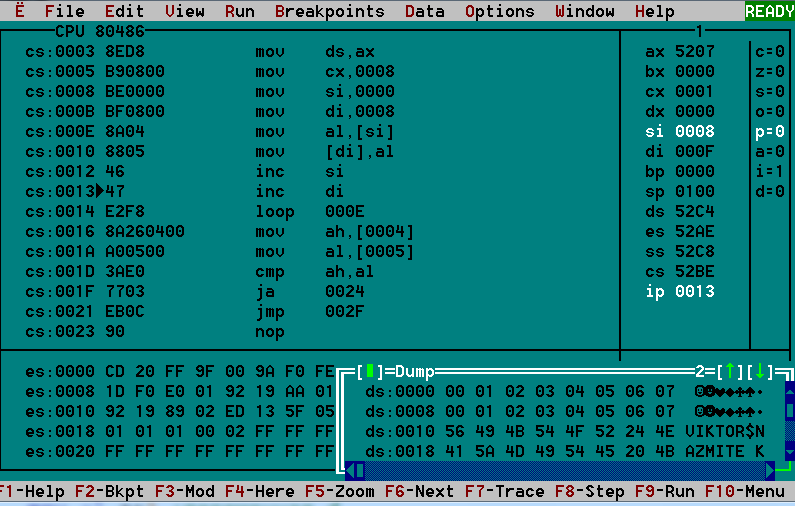 Ë File Edit View Run Breakpoints Data Options Window Help READY
CPU 80486 1
cs:0003 8ED8 mov ds,ax ax 5207 c=0
cs:0005 B90800 mov cx,0008 bx 0000 z=0
cs:0008 BE0000 mov si,0000 cx 0001 s=0
cs:000B BF0800 mov di,0008 dx 0000 o=0
cs:000E 8A04 mov al,[si] si 0008 p=0
cs:0010 8805 mov [di],al di 000F a=0
cs:0012 46 inc si bp 0000 i=1
cs:0013►47 inc di sp 0100 d=0
cs:0014 E2F8 loop 000E ds 52C4
cs:0016 8A260400 mov ah,[0004] es 52AE
cs:001A A00500 mov al,[0005] ss 52C8
cs:001D 3AE0 cmp ah,al cs 52BE
cs:001F 7703 ja 0024 ip 0013
cs:0021 EB0C jmp 002F
cs:0023 90 nop
es:0000 CD 20 FF 9F 00 9A F0 FE [▮]=Dump 2=[↑][↓]
es:0008 1D F0 E0 01 92 19 AA 01 ds:0000 00 01 02 03 04 05 06 07
es:0010 92 19 89 02 ED 13 5F 05 ds:0008 00 01 02 03 04 05 06 07
es:0018 01 01 01 00 02 FF FF FF ds:0010 56 49 4B 54 4F 52 24 4E VIKTOR$N
es:0020 FF FF FF FF FF FF FF FF ds:0018 41 5A 4D 49 54 45 20 4B AZMITE K
F1-Help F2-Bkpt F3-Mod F4-Here F5-Zoom F6-Next F7-Trace F8-Step F9-Run F10-Menu